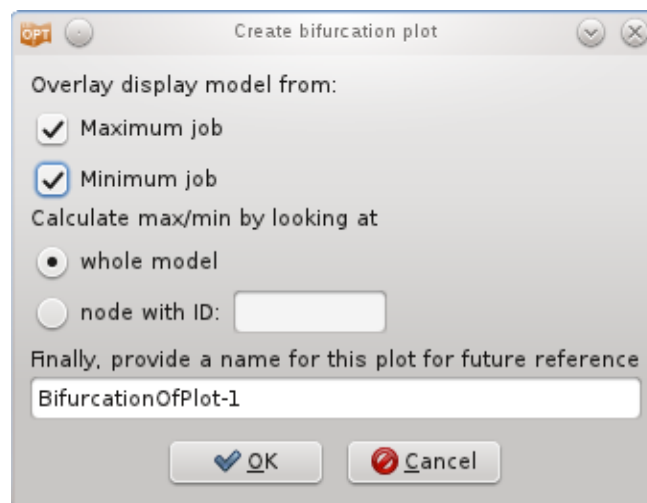 OPT
Create bifurcation plot
Overlay display model from:
Maximum job
Minimum job
Calculate max/min by looking at
whole model
node with ID:
Finally, provide a name for this plot for future reference
BifurcationOfPlot-1
OK
Cancel